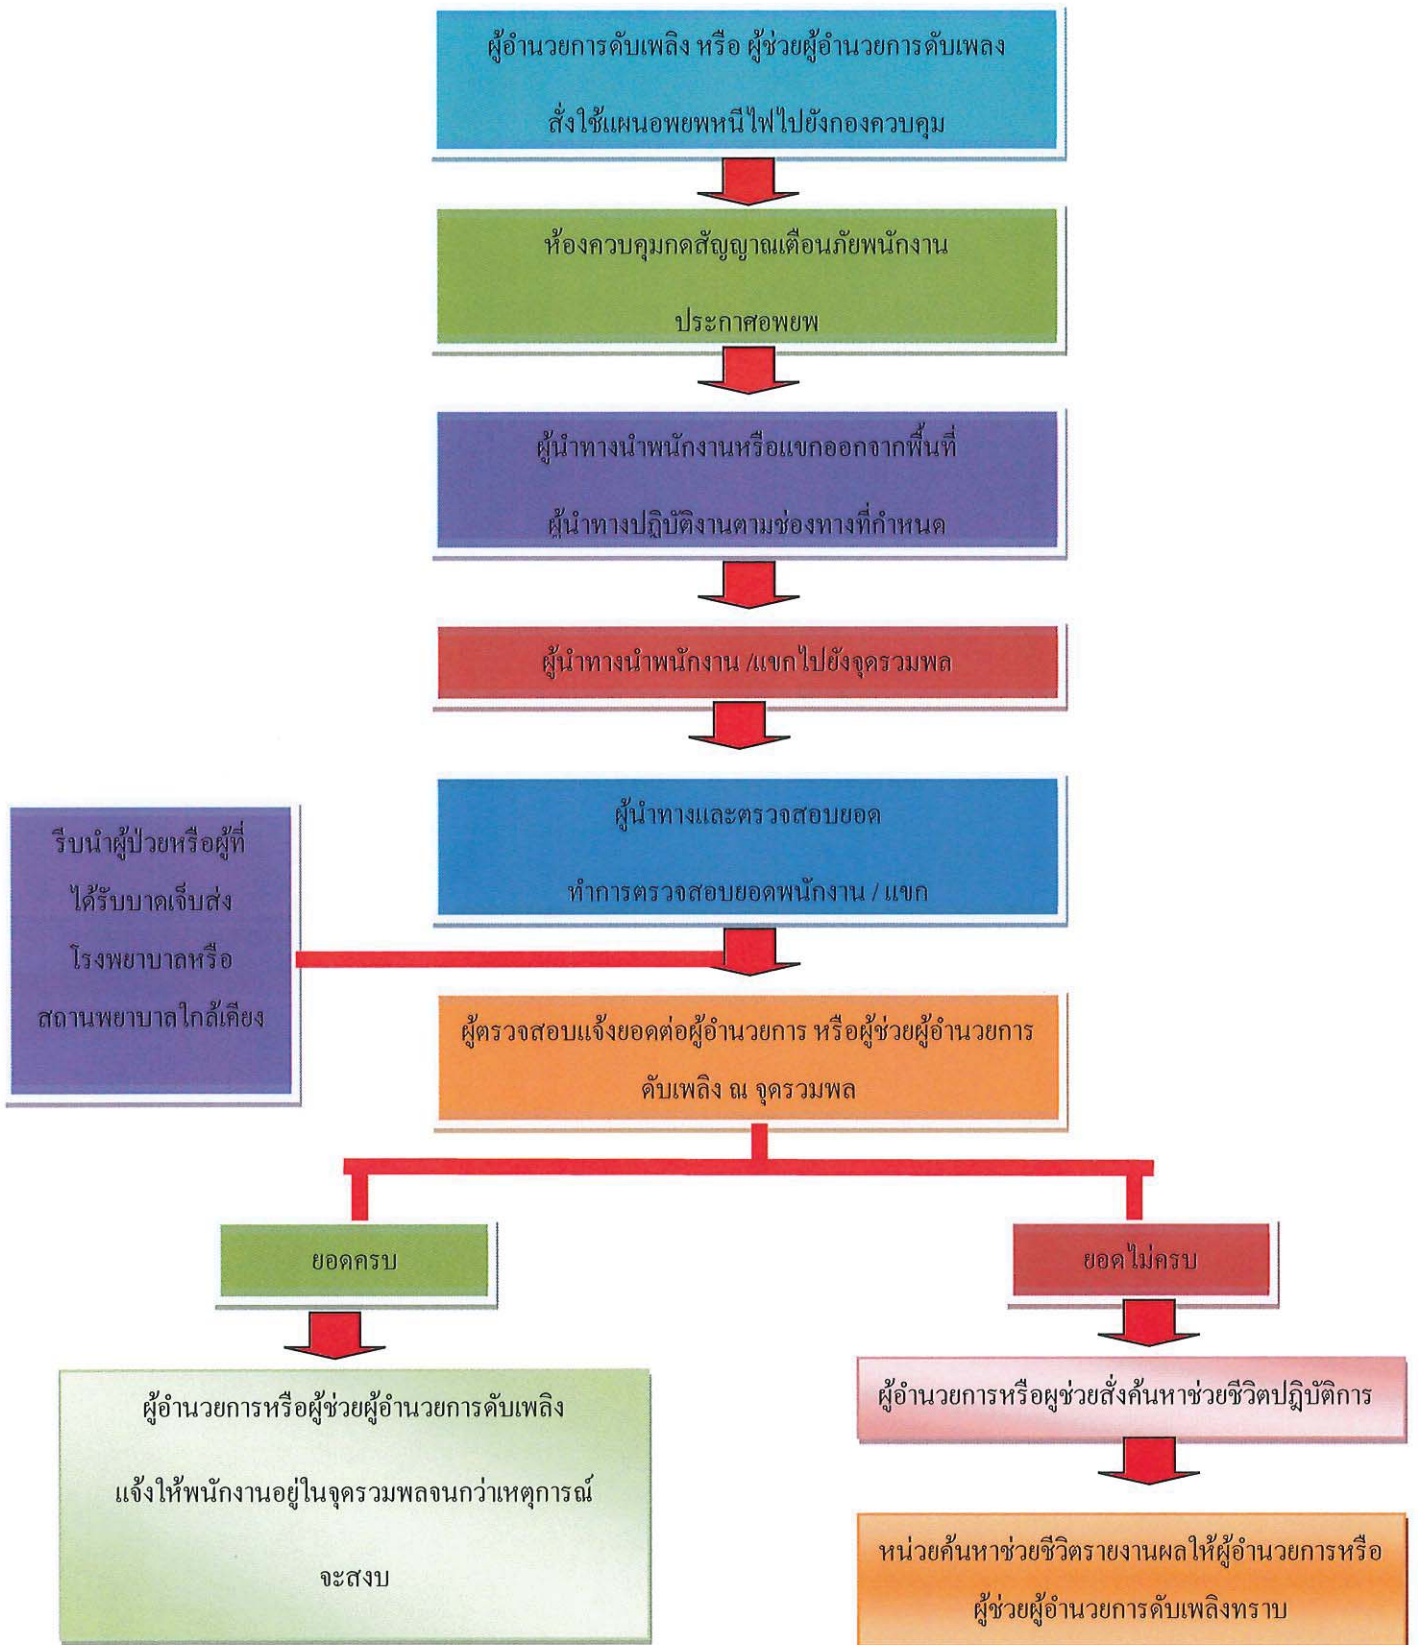 ผู้อำนวยการดับเพลิง หรือ ผู้ช่วยผู้อำนวยการดับเพลง
สั่งใช้แผนอพยพหนีไฟไปยังกองควบคุม
ห้องควบคุมกดสัญญาณเตือนภัยพนักงาน
ประกาศอพยพ
ผู้นำทางนำพนักงานหรือแขกออกจากพื้นที่
ผู้นำทางปฏิบัติงานตามช่องทางที่กำหนด
ผู้นำทางนำพนักงาน /แขกไปยังจุดรวมพล
ผู้นำทางและตรวจสอบยอด
ทำการตรวจสอบยอดพนักงาน / แขก
รีบนำผู้ป่วยหรือผู้ที่
ได้รับบาดเจ็บส่ง
โรงพยาบาลหรือ
สถานพยาบาลใกล้เคียง
ผู้ตรวจสอบแจ้งยอดต่อผู้อำนวยการ หรือผู้ช่วยผู้อำนวยการ
ดับเพลิง ณ จุดรวมพล
ยอดครบ
ยอดไม่ครบ
ผู้อำนวยการหรือผู้ช่วยผู้อำนวยการดับเพลิง
แจ้งให้พนักงานอยู่ในจุดรวมพลจนกว่าเหตุการณ์
จะสงบ
ผู้อำนวยการหรือผูช่วยสั่งค้นหาช่วยชีวิตปฎิบัติการ
หน่วยค้นหาช่วยชีวิตรายงานผลให้ผู้อำนวยการหรือ
ผู้ช่วยผู้อำนวยการดับเพลิงทราบ